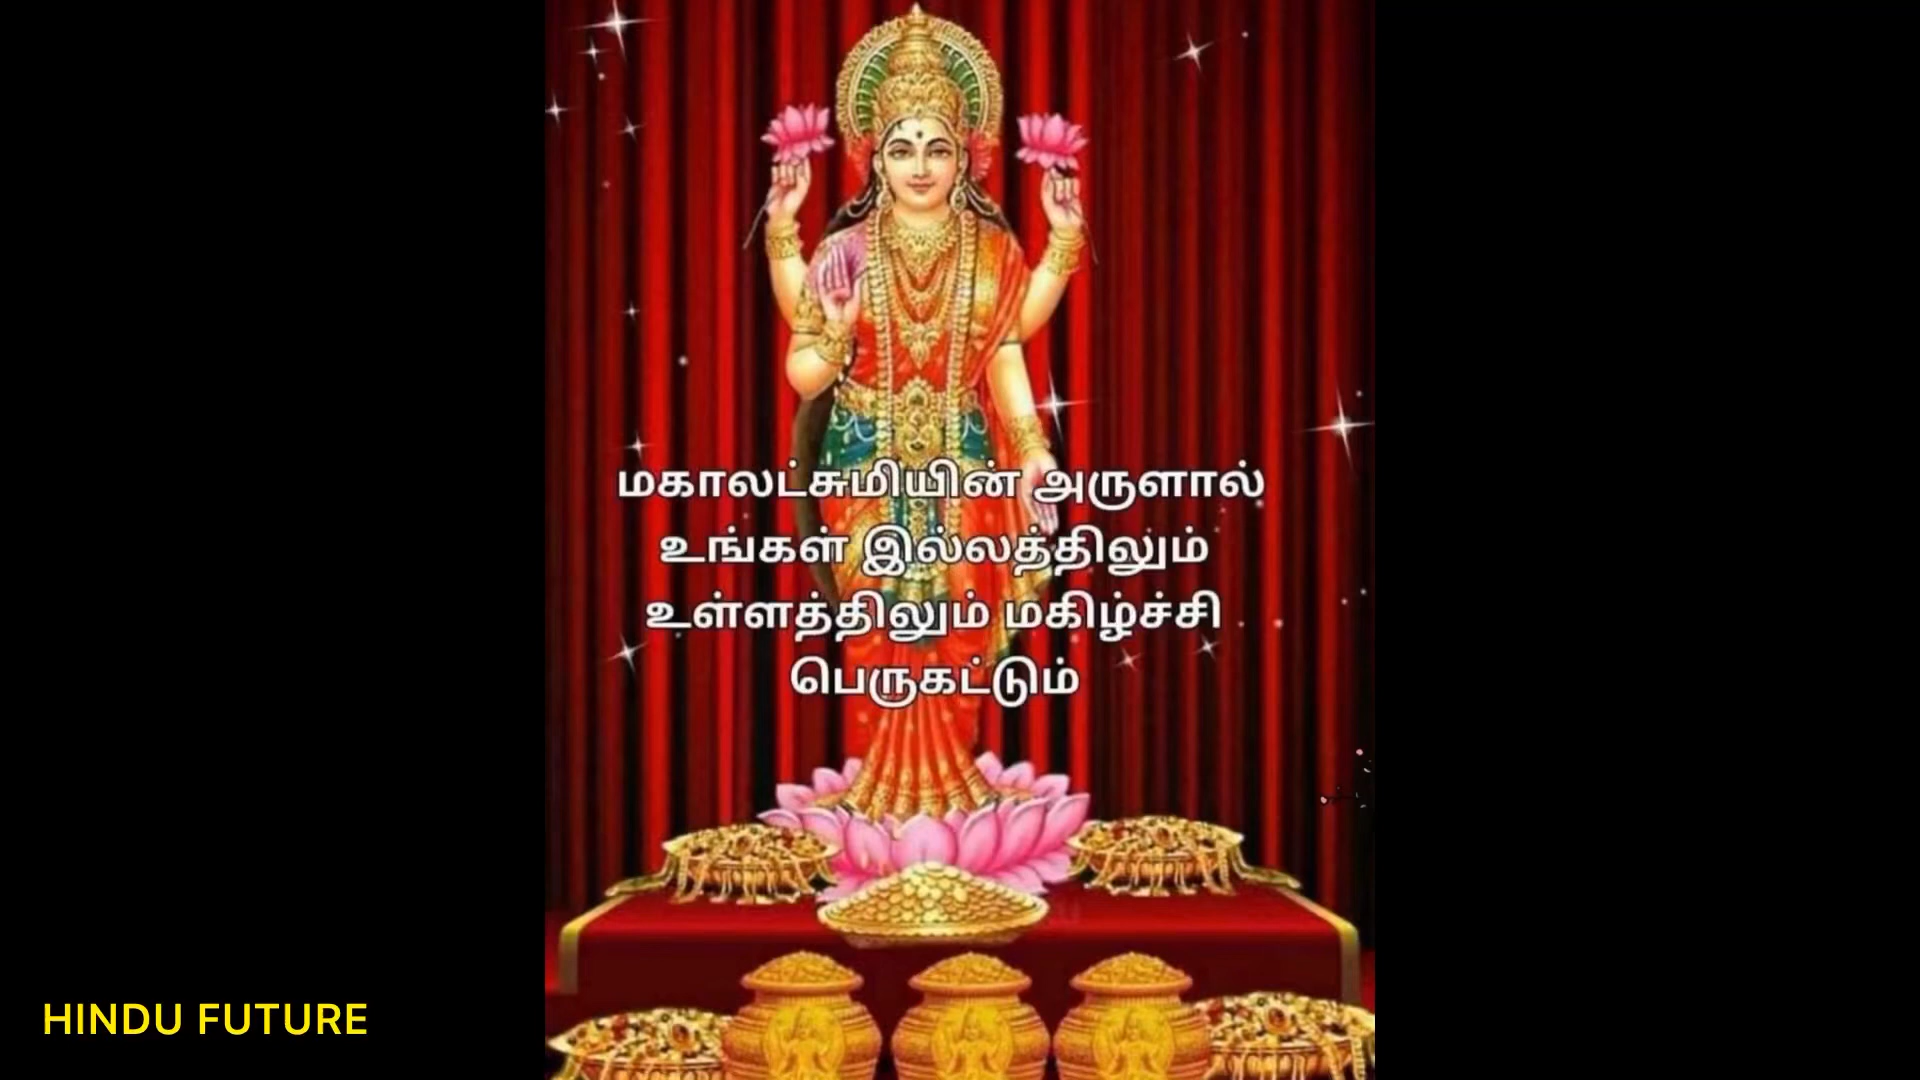 மகாலட்சுமியின் அருளால்
உங்கள் இல்லத்திலும்
உள்ளத்திலும் மகிழ்ச்சி
பெருகட்டும்
HINDU FUTURE